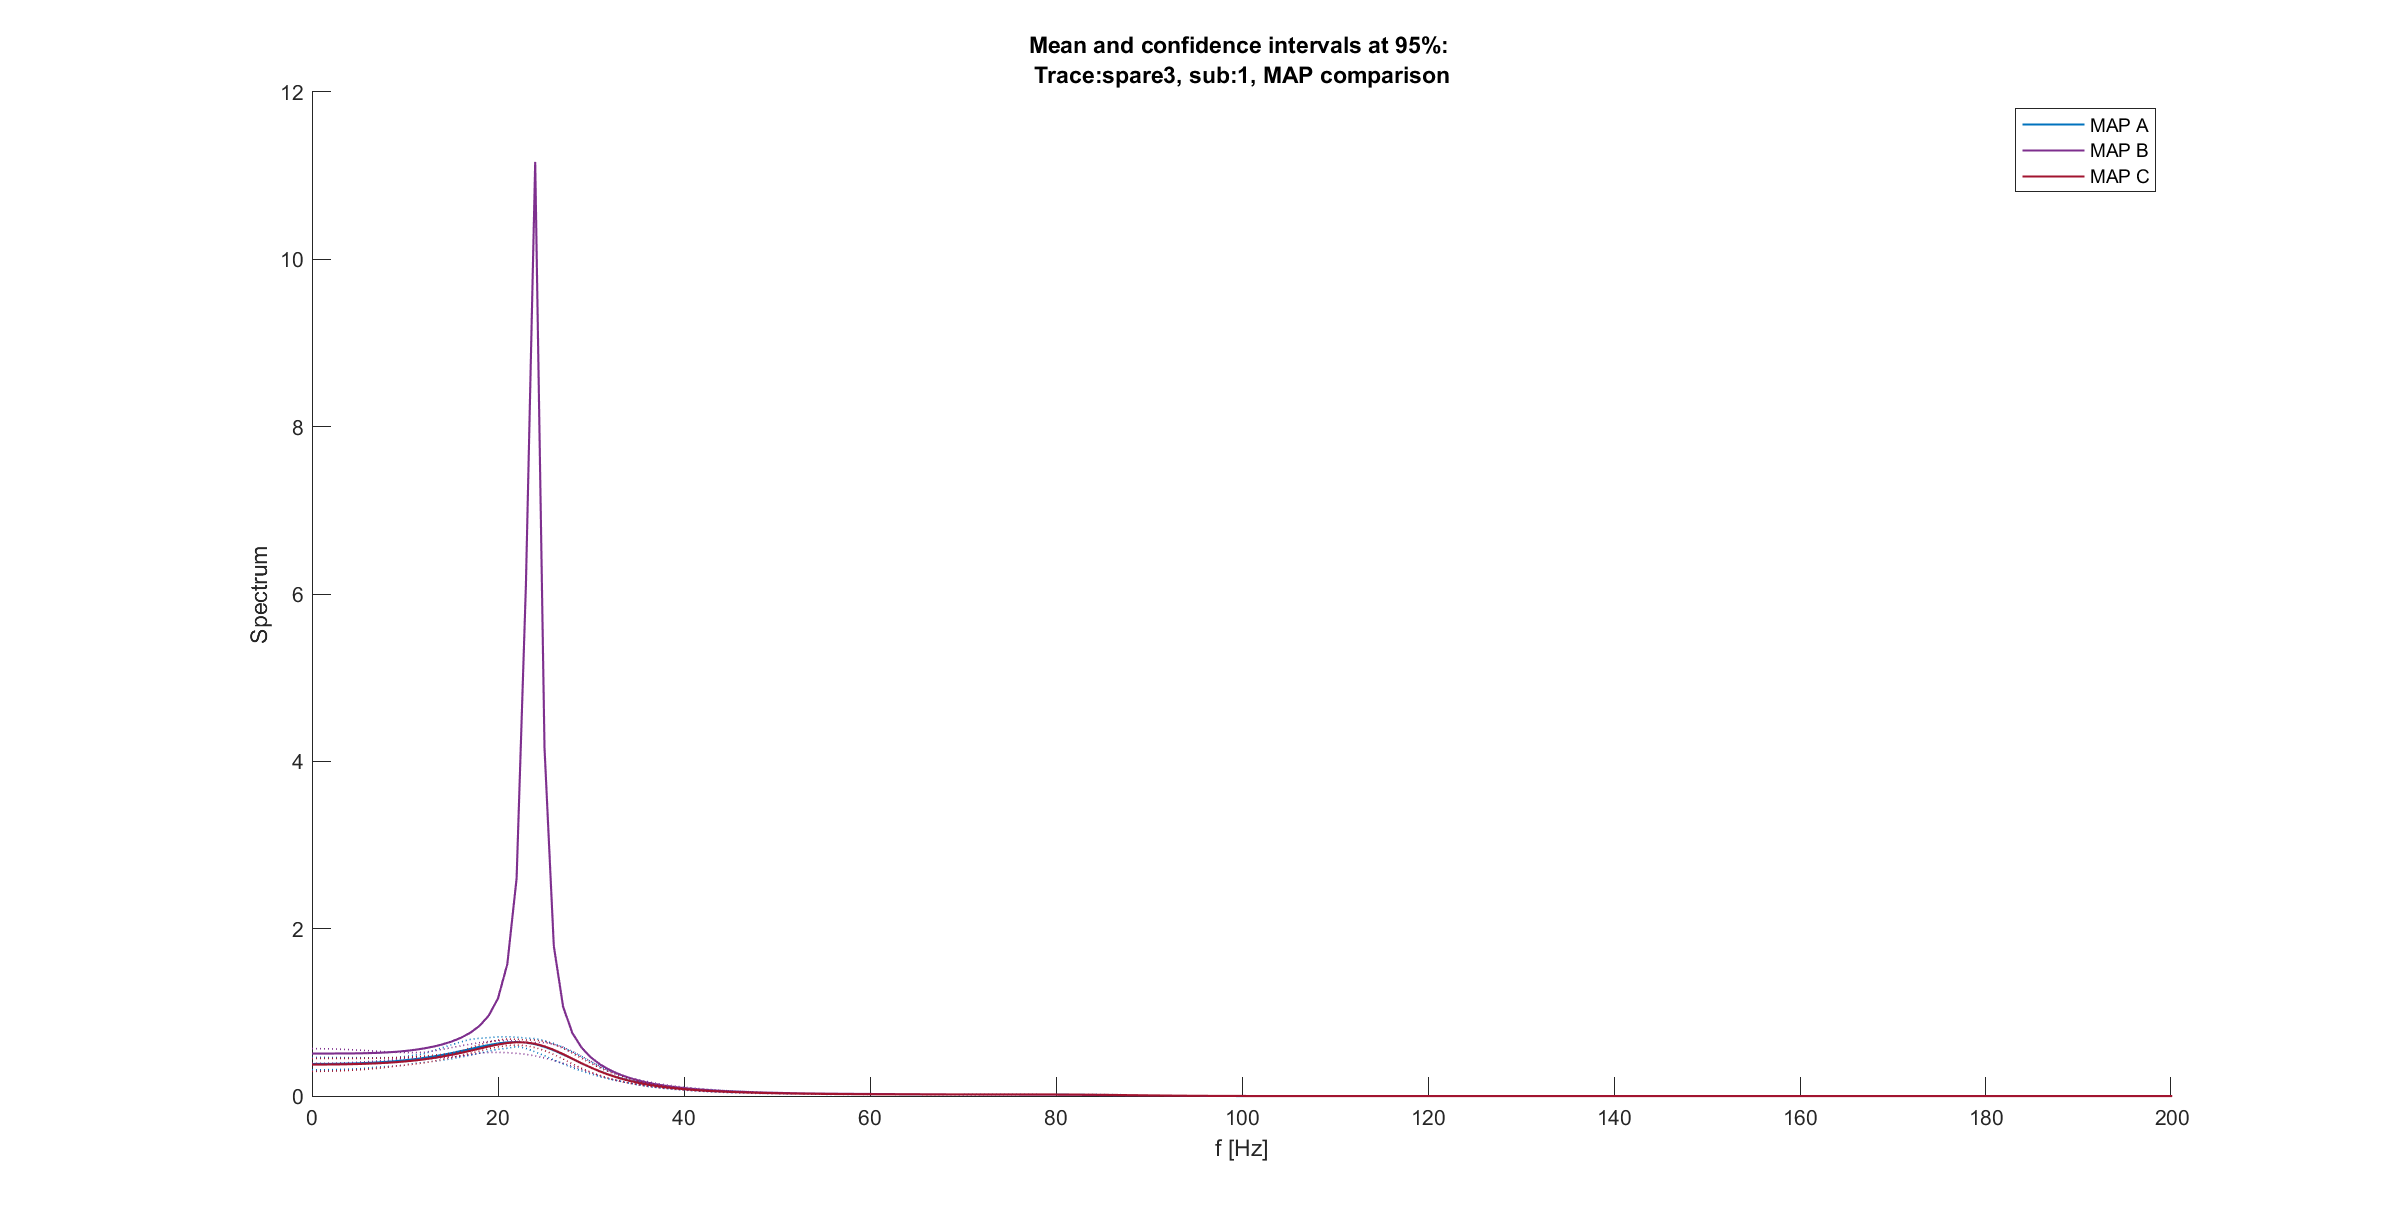 Mean and confidence intervals at 95%:
Trace:spare3, sub:1, MAP comparison
12
10
8
6
4
2
0
Spectrum
MAP A
MAP B
MAP C
0 20 40 60 80 100 120 140 160 180 200
f [Hz]